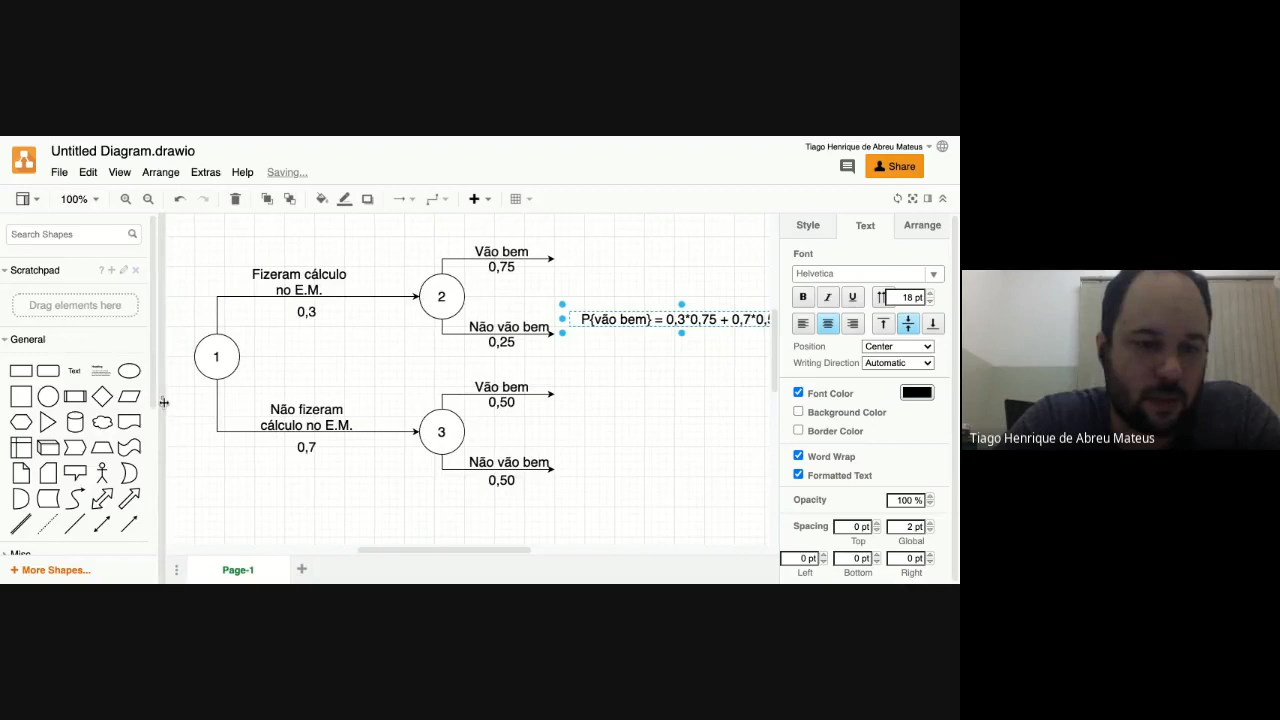 Untitled Diagram.drawio
Tiago Henrique de Abreu Mateus
File Edit View Arrange Extras Help Saving...
Share
100%
Search Shapes
Scratchpad
Drag elements here
General
Text
Heading
Misc
+ More Shapes...
Fizeram cálculo
no E.M.
0,3
1
Não fizeram
cálculo no E.M.
0,7
2
Vão bem
0,75
Não vão bem
0,25
3
Vão bem
0,50
Não vão bem
0,50
P{vão bem} = 0,3*0,75 + 0,7*0,5
Page-1
Style Text Arrange
Font
Helvetica
B I U 18 pt
Position Center
Writing Direction Automatic
Font Color
Background Color
Border Color
Word Wrap
Formatted Text
Opacity 100 %
Spacing 0 pt 2 pt
Top Global
0 pt 0 pt 0 pt
Left Bottom Right
Tiago Henrique de Abreu Mateus